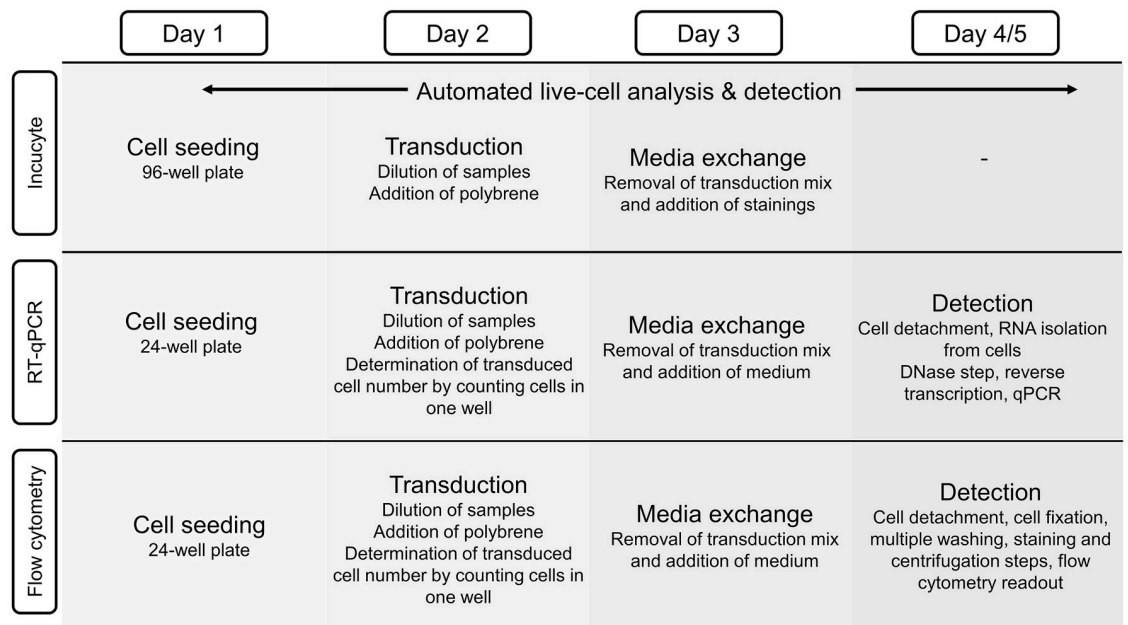 Day 1
Day 2
Day 3
Day 4/5
Incucyte
Automated live-cell analysis & detection
Cell seeding
96-well plate
Transduction
Dilution of samples
Addition of polybrene
Media exchange
Removal of transduction mix
and addition of stainings
-
RT-qPCR
Cell seeding
24-well plate
Transduction
Dilution of samples
Addition of polybrene
Determination of transduced
cell number by counting cells in
one well
Media exchange
Removal of transduction mix
and addition of medium
Detection
Cell detachment, RNA isolation
from cells
DNase step, reverse
transcription, qPCR
Flow cytometry
Cell seeding
24-well plate
Transduction
Dilution of samples
Addition of polybrene
Determination of transduced
cell number by counting cells in
one well
Media exchange
Removal of transduction mix
and addition of medium
Detection
Cell detachment, cell fixation,
multiple washing, staining and
centrifugation steps, flow
cytometry readout